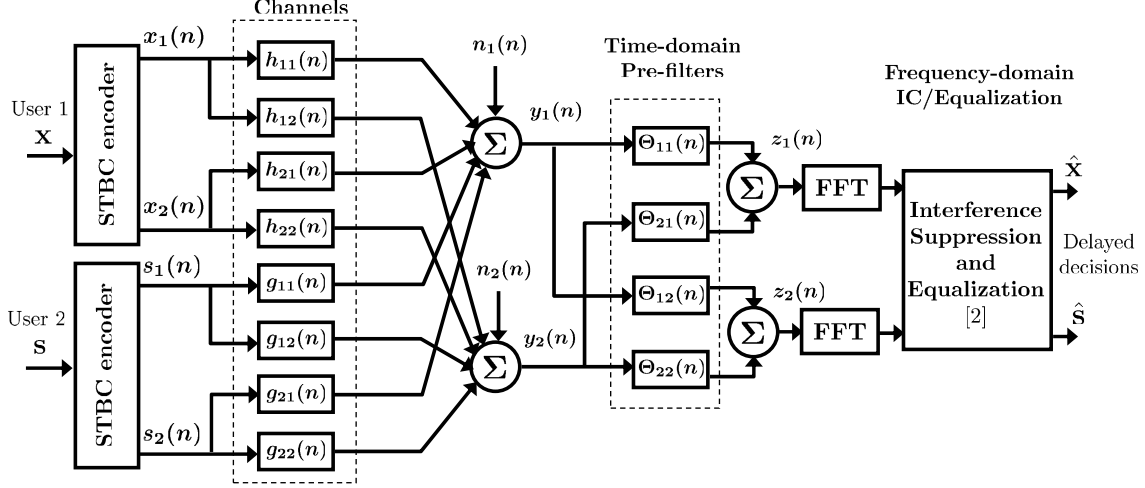 Channels
x₁(n)
h₁₁(n)
n₁(n)
Time-domain
Pre-filters
Frequency-domain
IC/Equalization
User 1
x
STBC encoder
h₁₂(n)
y₁(n)
Θ₁₁(n)
z₁(n)
Σ
h₂₁(n)
Σ
FFT
x̂
x₂(n)
h₂₂(n)
Θ₂₁(n)
Interference
Suppression
and
Equalization
[2]
Delayed
decisions
s₁(n)
g₁₁(n)
n₂(n)
Θ₁₂(n)
z₂(n)
User 2
s
STBC encoder
g₁₂(n)
y₂(n)
Σ
Σ
FFT
ŝ
g₂₁(n)
Θ₂₂(n)
s₂(n)
g₂₂(n)